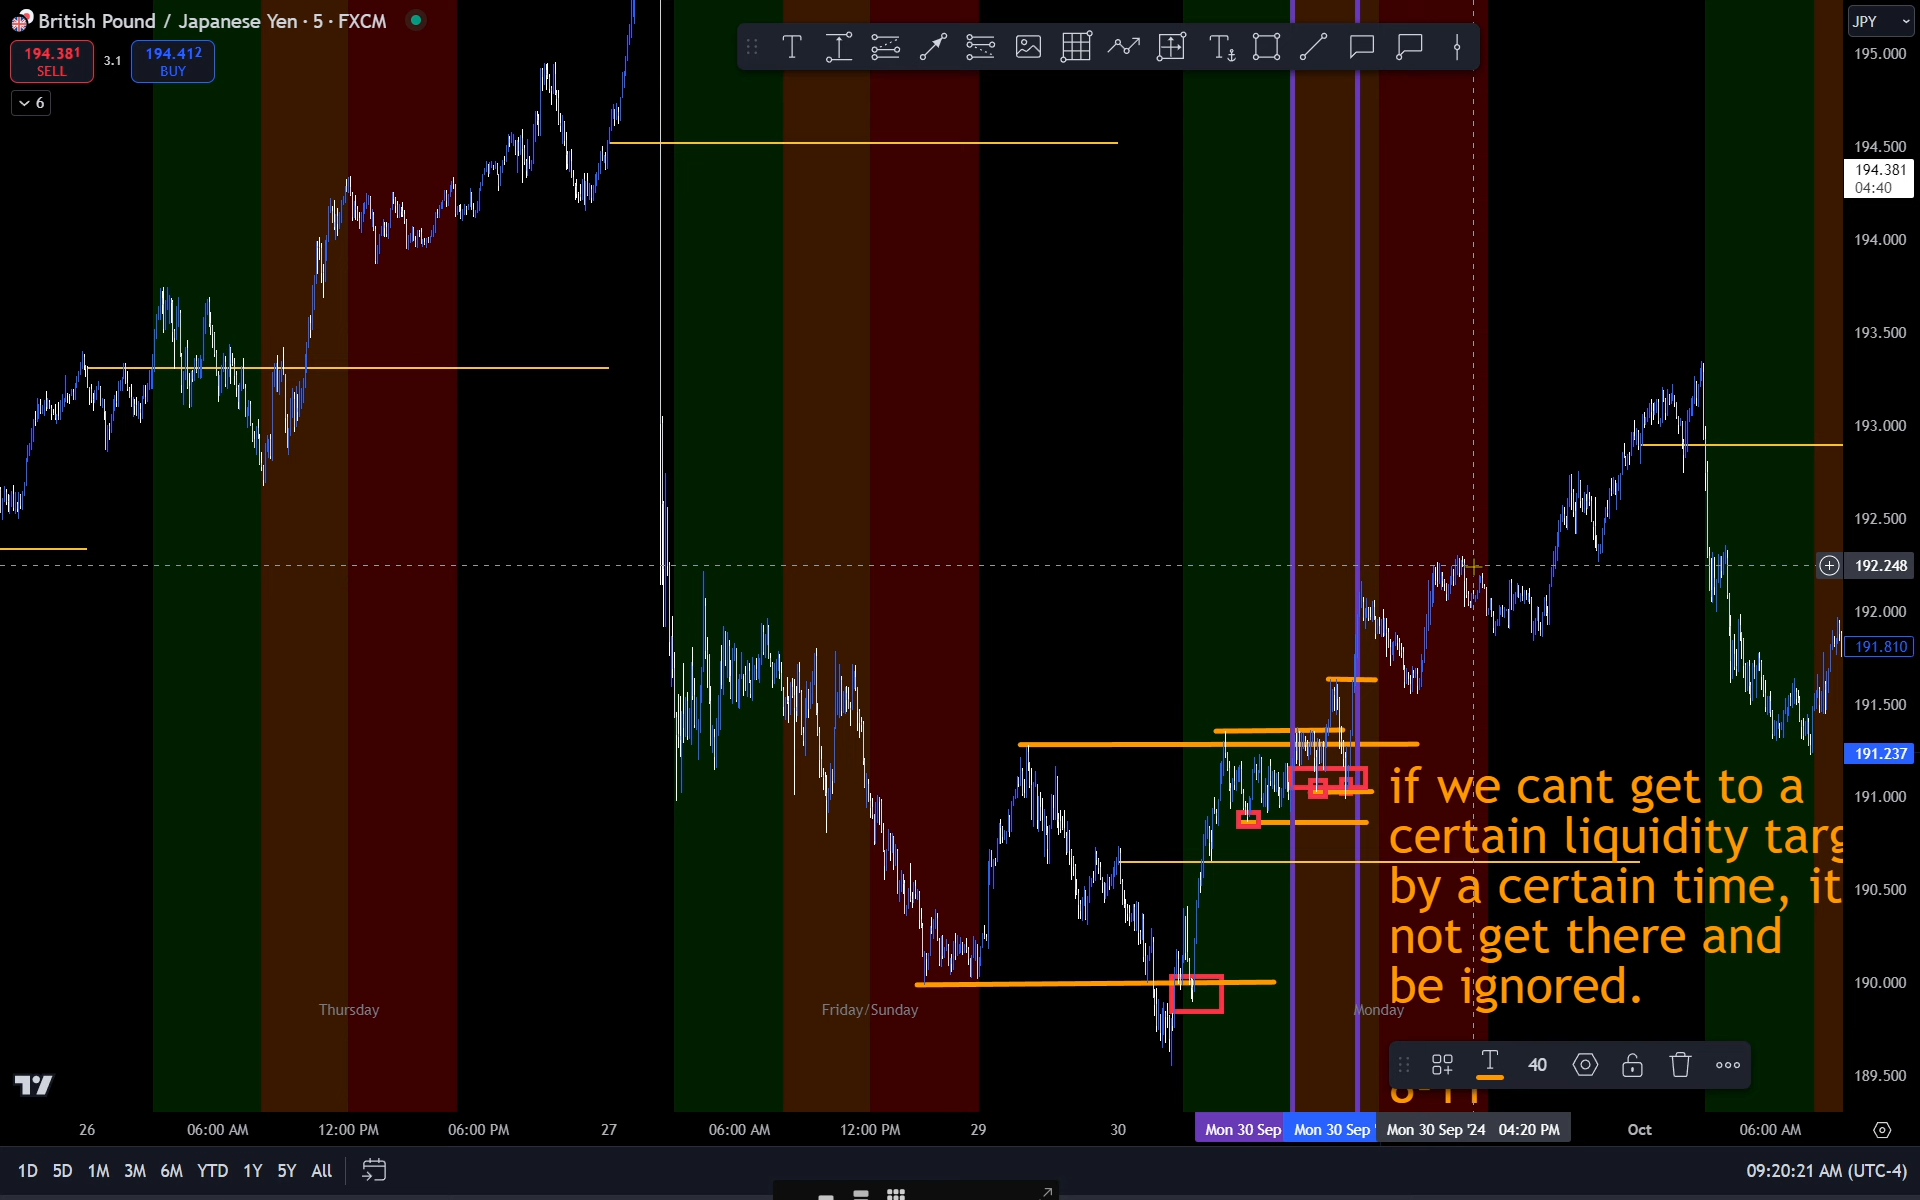 British Pound / Japanese Yen · 5 · FXCM
194.381
SELL
3.1
194.412
BUY
6
JPY
195.000
194.500
194.381
04:40
194.000
193.500
193.000
192.500
192.248
192.000
191.810
191.500
191.237
191.000
190.500
190.000
189.500
if we cant get to a
certain liquidity targ
by a certain time, it
not get there and
be ignored.
8-11
40
Thursday
Friday/Sunday
Monday
26
06:00 AM
12:00 PM
06:00 PM
27
06:00 AM
12:00 PM
29
30
Mon 30 Sep
Mon 30 Sep '
Mon 30 Sep '24 04:20 PM
Oct
06:00 AM
1D 5D 1M 3M 6M YTD 1Y 5Y All
09:20:21 AM (UTC-4)